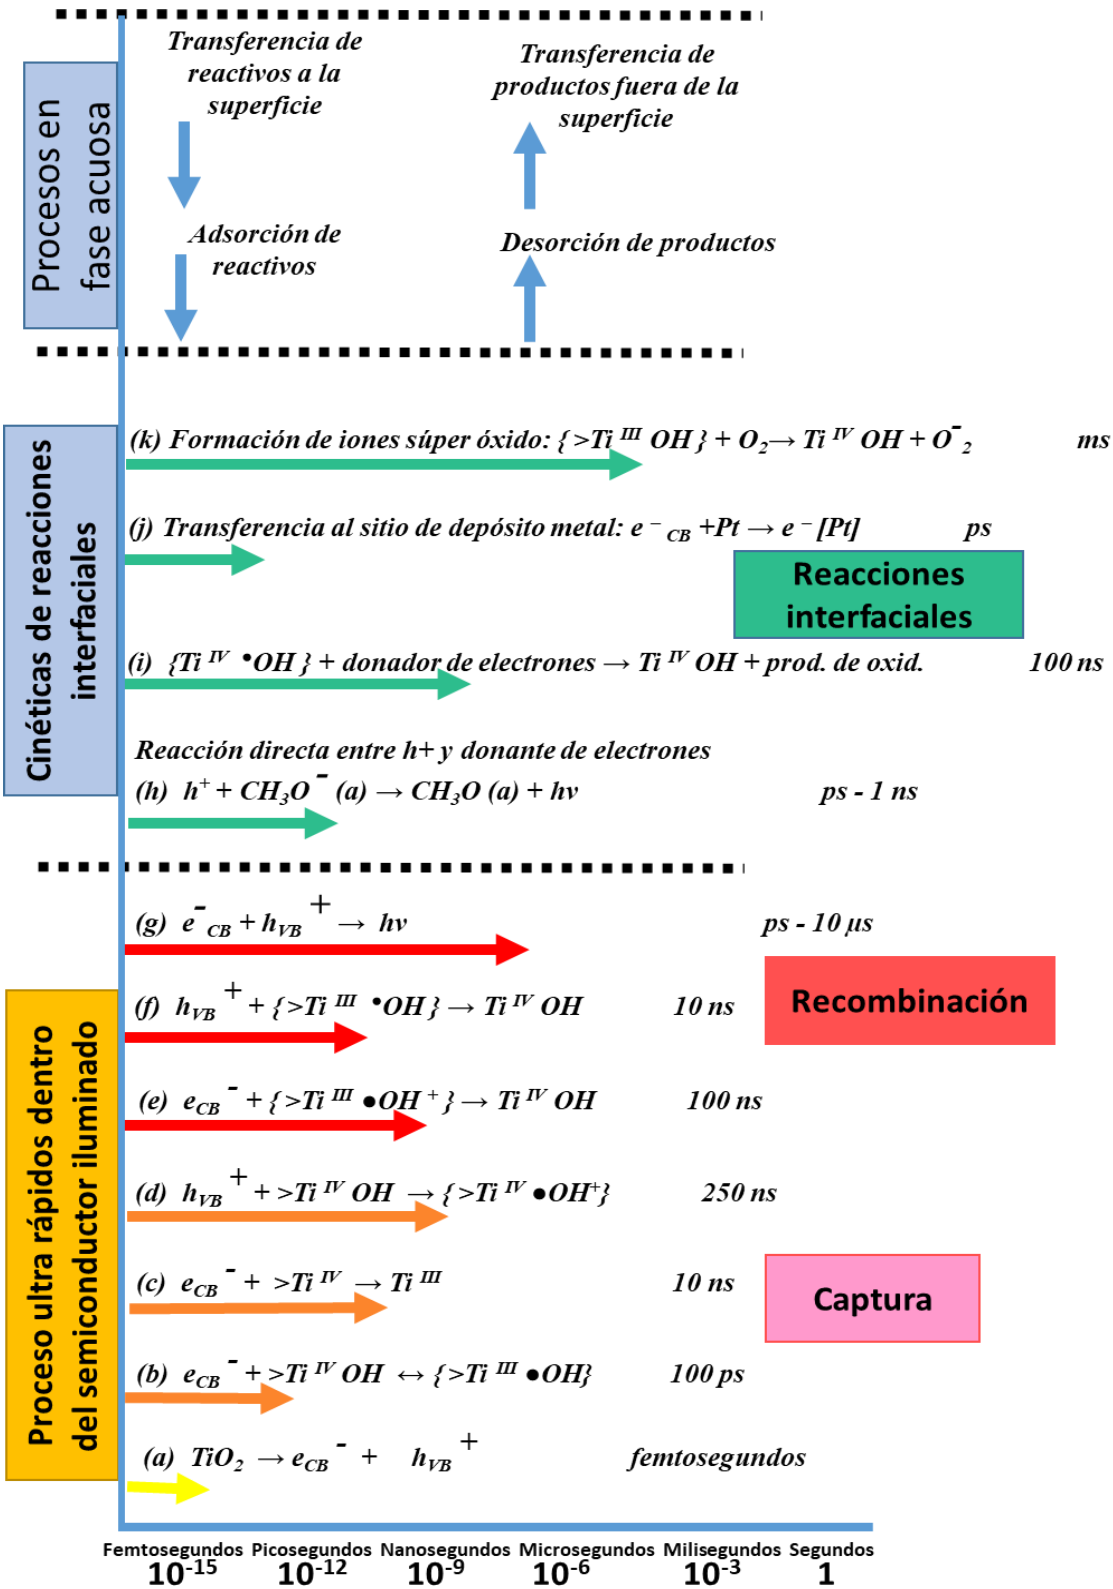 Transferencia de
reactivos a la
superficie
Transferencia de
productos fuera de la
superficie
Procesos en
fase acuosa
Adsorción de
reactivos
Desorción de productos
Cinéticas de reacciones
interfaciales
(k) Formación de iones súper óxido: { >Ti III OH } + O2→ Ti IV OH + O-2 ms
(j) Transferencia al sitio de depósito metal: e − CB +Pt → e − [Pt] ps
Reacciones
interfaciales
(i) {Ti IV •OH } + donador de electrones → Ti IV OH + prod. de oxid. 100 ns
Reacción directa entre h+ y donante de electrones
(h) h+ + CH3O - (a) → CH3O (a) + hv ps - 1 ns
(g) e-CB + hVB + → hv ps - 10 µs
Recombinación
(f) hVB + + { >Ti III •OH } → Ti IV OH 10 ns
Proceso ultra rápidos dentro
del semiconductor iluminado
(e) eCB - + { >Ti III ●OH + } → Ti IV OH 100 ns
(d) hVB + + >Ti IV OH → { >Ti IV ●OH+} 250 ns
(c) eCB - + >Ti IV → Ti III 10 ns
Captura
(b) eCB - + >Ti IV OH ↔ { >Ti III ●OH} 100 ps
(a) TiO2 → eCB - + hVB + femtosegundos
Femtosegundos Picosegundos Nanosegundos Microsegundos Milisegundos Segundos
10-15 10-12 10-9 10-6 10-3 1